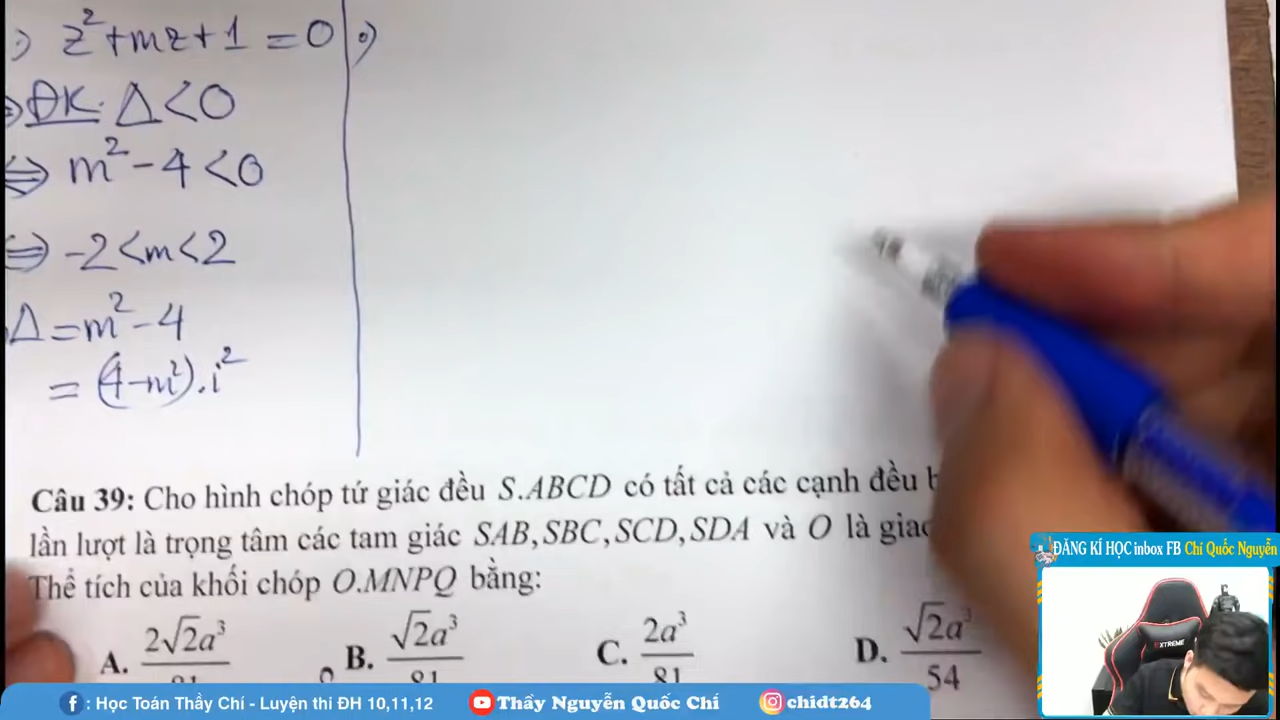 z² + mz + 1 = 0
ĐK: Δ < 0
⇔ m² - 4 < 0
⇔ -2 < m < 2
Δ = m² - 4
= (4 - m²).i²
Câu 39: Cho hình chóp tứ giác đều S.ABCD có tất cả các cạnh đều
lần lượt là trọng tâm các tam giác SAB, SBC, SCD, SDA và O là
Thể tích của khối chóp O.MNPQ bằng:
A. 2√2a³/81 B. √2a³/81 C. 2a³/81 D. √2a³/54
ĐĂNG KÍ HỌC inbox FB Chí Quốc Nguyễn
EXTREME
: Học Toán Thầy Chí - Luyện thi ĐH 10,11,12 Thầy Nguyễn Quốc Chí chidt264